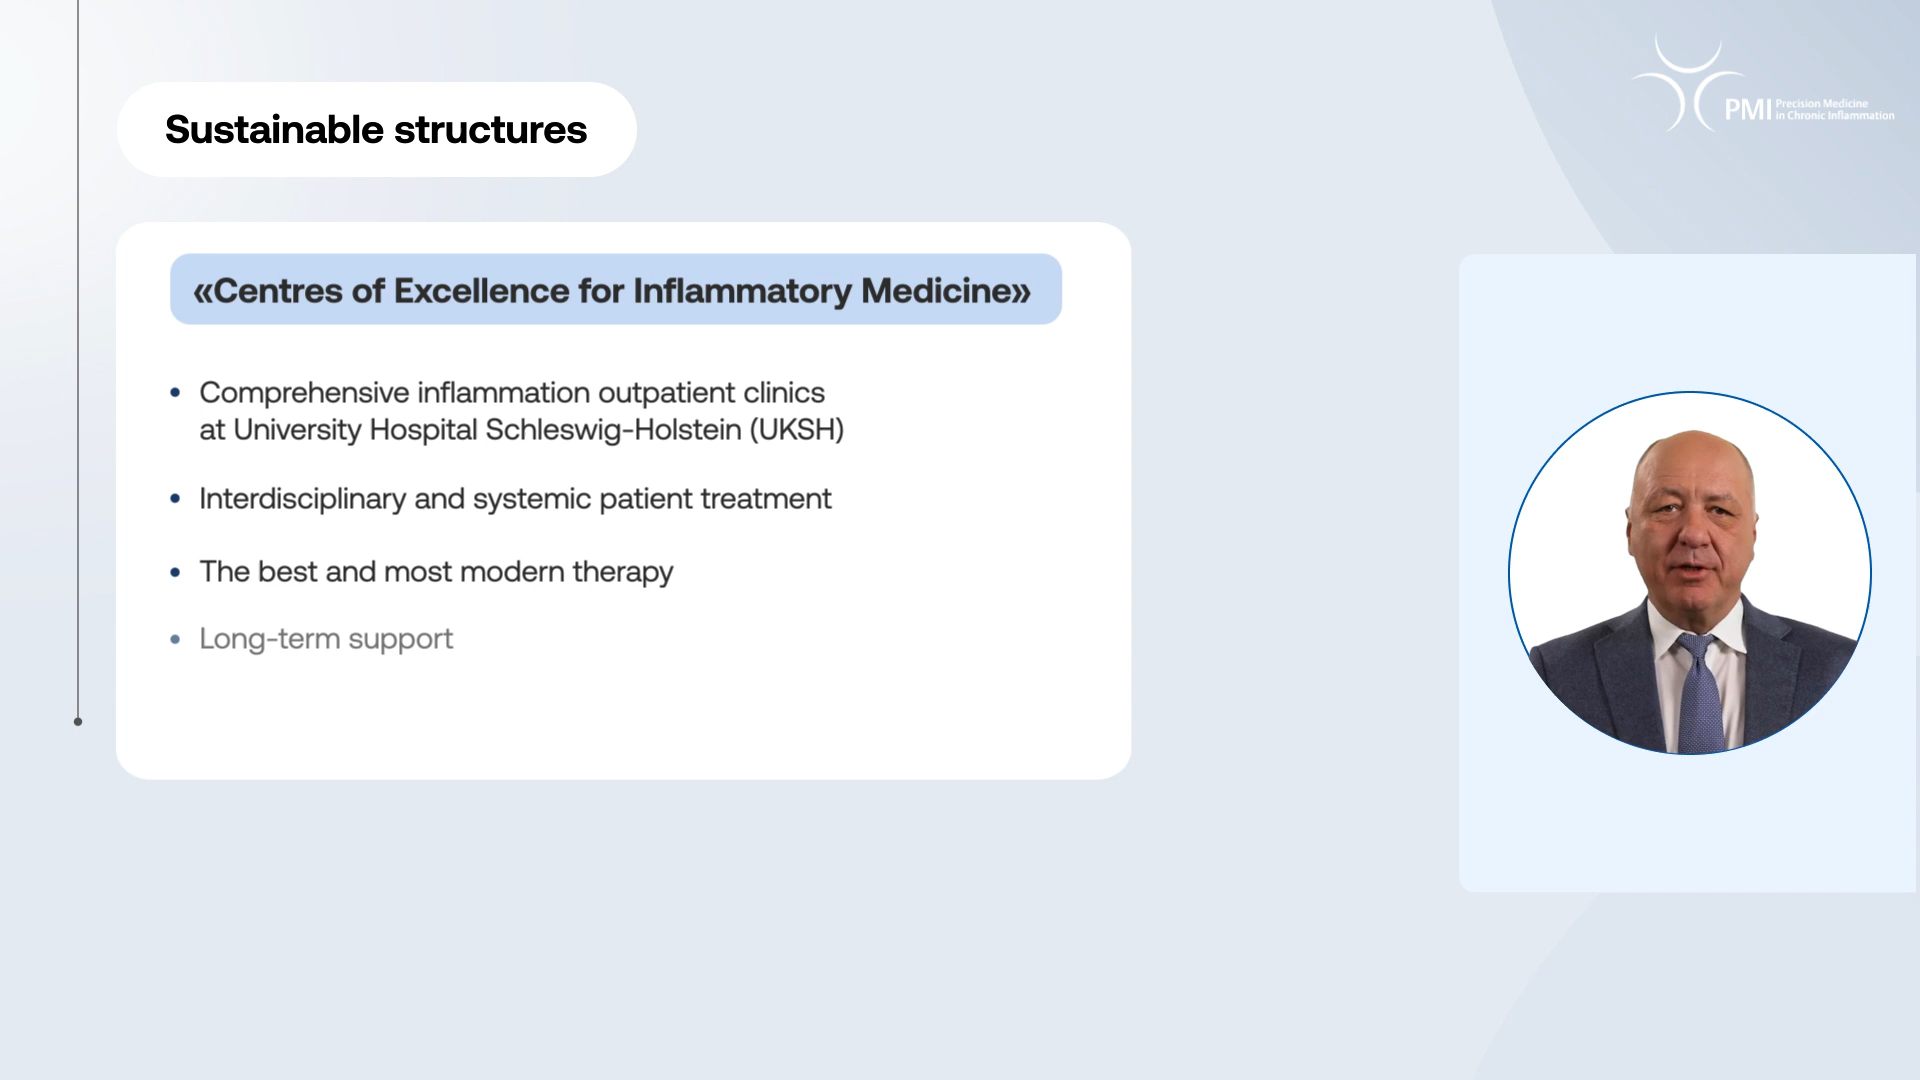 Sustainable structures
PMI Precision Medicine
in Chronic Inflammation
«Centres of Excellence for Inflammatory Medicine»
• Comprehensive inflammation outpatient clinics
at University Hospital Schleswig-Holstein (UKSH)
• Interdisciplinary and systemic patient treatment
• The best and most modern therapy
• Long-term support